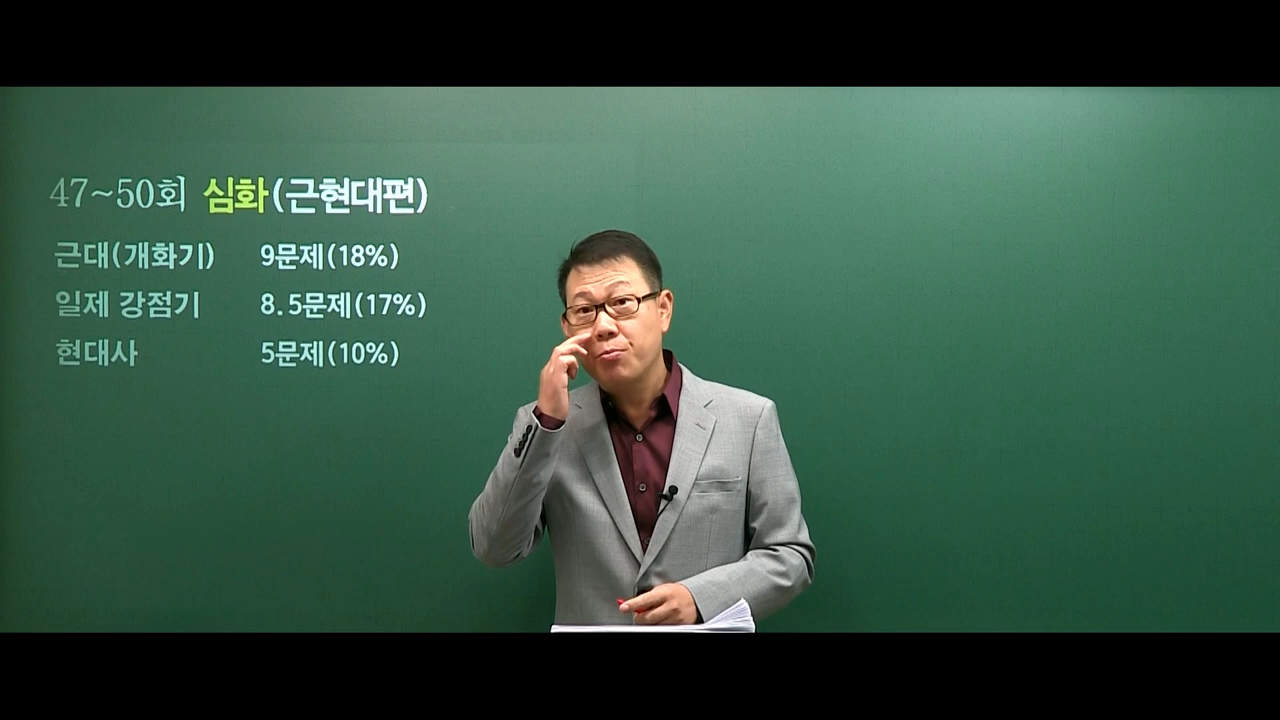 47~50회 심화(근현대편)
근대(개화기) 9문제(18%)
일제 강점기 8.5문제(17%)
현대사 5문제(10%)